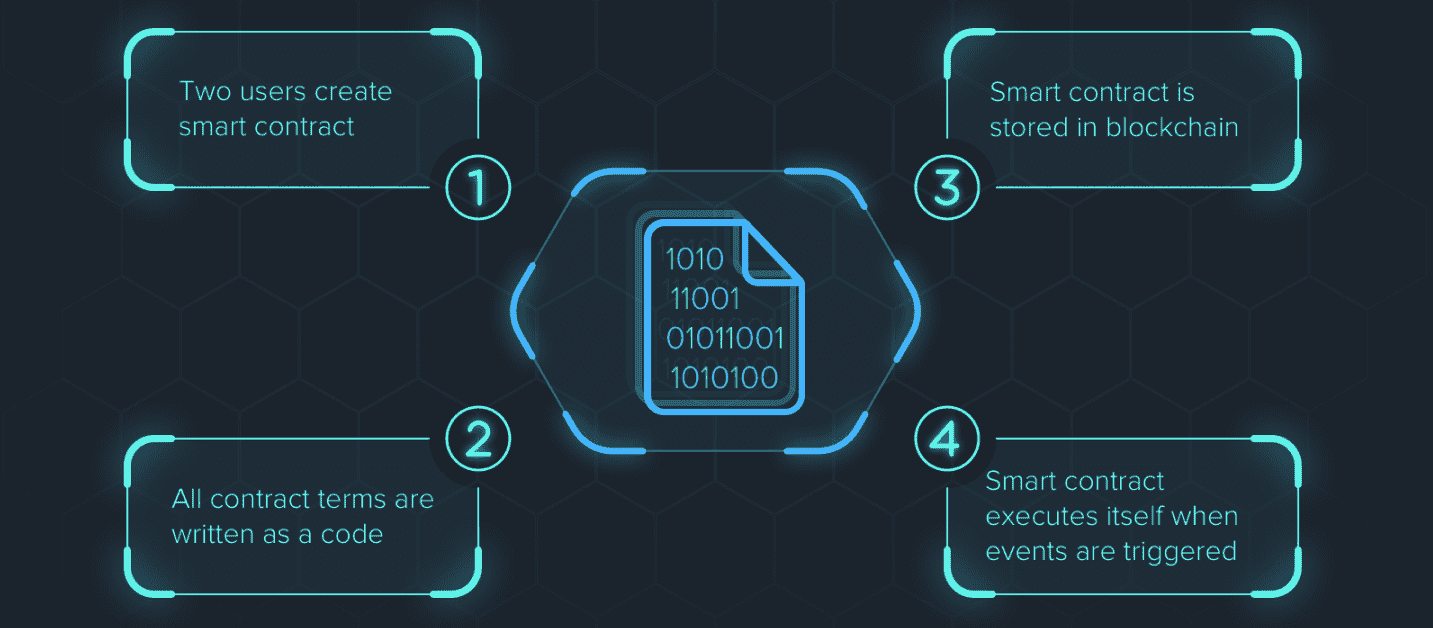 Two users create
smart contract
1
2
All contract terms are
written as a code
1010
11001
01011001
1010100
Smart contract is
stored in blockchain
3
4
Smart contract
executes itself when
events are triggered